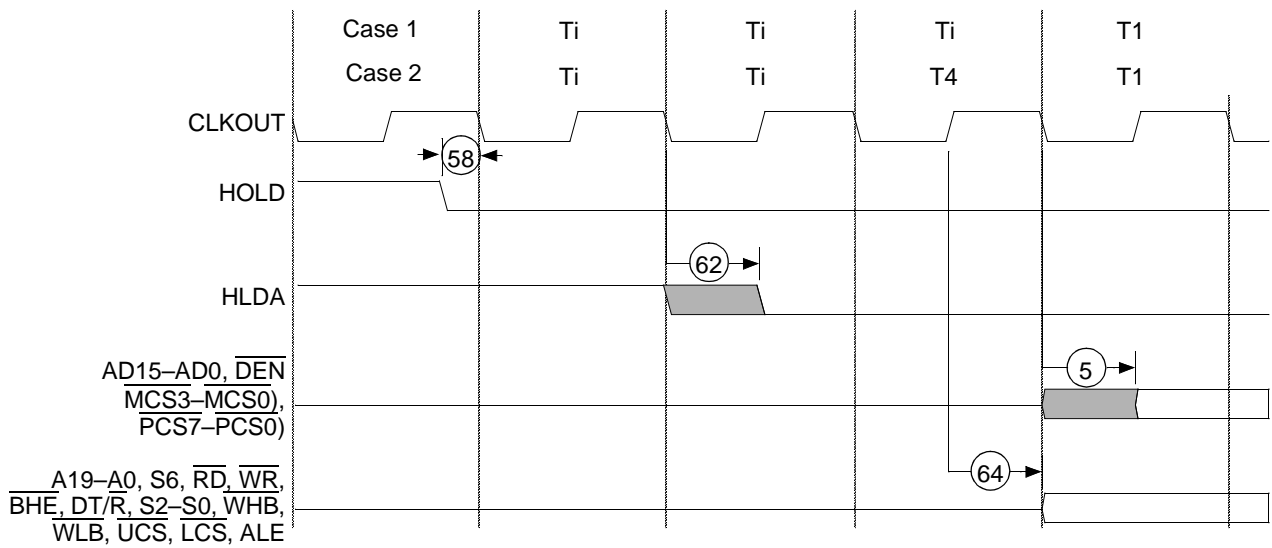 Case 1 Ti Ti Ti T1
Case 2 Ti Ti T4 T1
CLKOUT
58
HOLD
62
HLDA
AD15–AD0, DEN
5
MCS3–MCS0),
PCS7–PCS0)
A19–A0, S6, RD, WR,
64
BHE, DT/R, S2–S0, WHB,
WLB, UCS, LCS, ALE